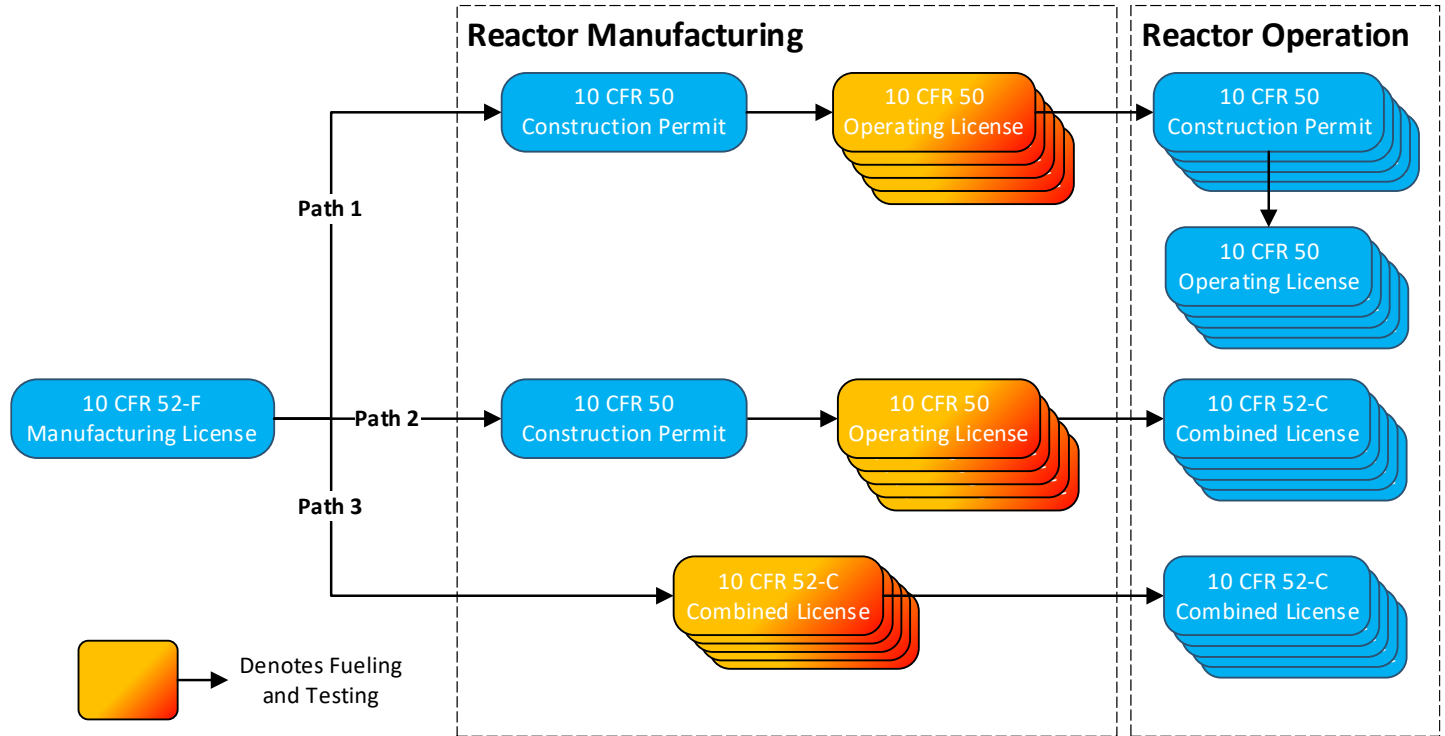 Reactor Manufacturing
Reactor Operation
10 CFR 50
Construction Permit
10 CFR 50
Operating License
10 CFR 50
Construction Permit
Path 1
10 CFR 50
Operating License
10 CFR 52-F
Manufacturing License
Path 2
10 CFR 50
Construction Permit
10 CFR 50
Operating License
10 CFR 52-C
Combined License
Path 3
10 CFR 52-C
Combined License
10 CFR 52-C
Combined License
Denotes Fueling
and Testing